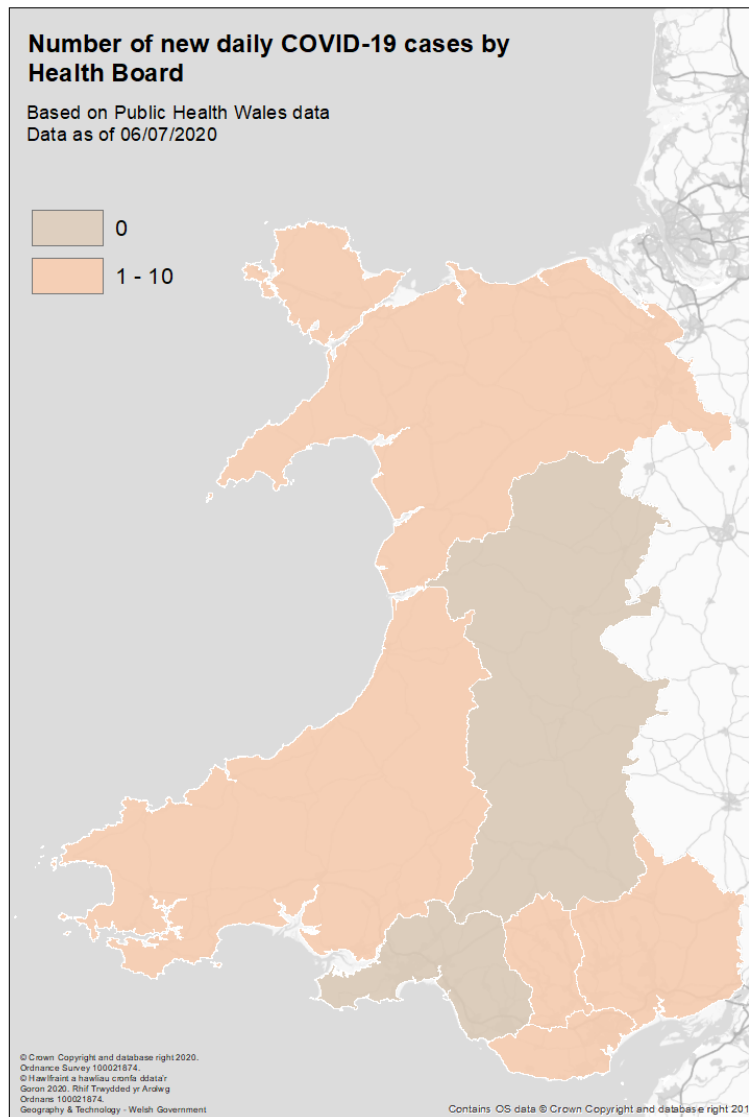 Number of new daily COVID-19 cases by
Health Board
Based on Public Health Wales data
Data as of 06/07/2020
0
1 - 10
© Crown Copyright and database right 2020.
Ordnance Survey 100021874.
© Hawlfraint a hawliau cronfa ddata'r
Goron 2020. Rhif Trwydded yr Arolwg
Ordnans 100021874.
Geography & Technology - Welsh Government
Contains OS data © Crown Copyright and database right 201